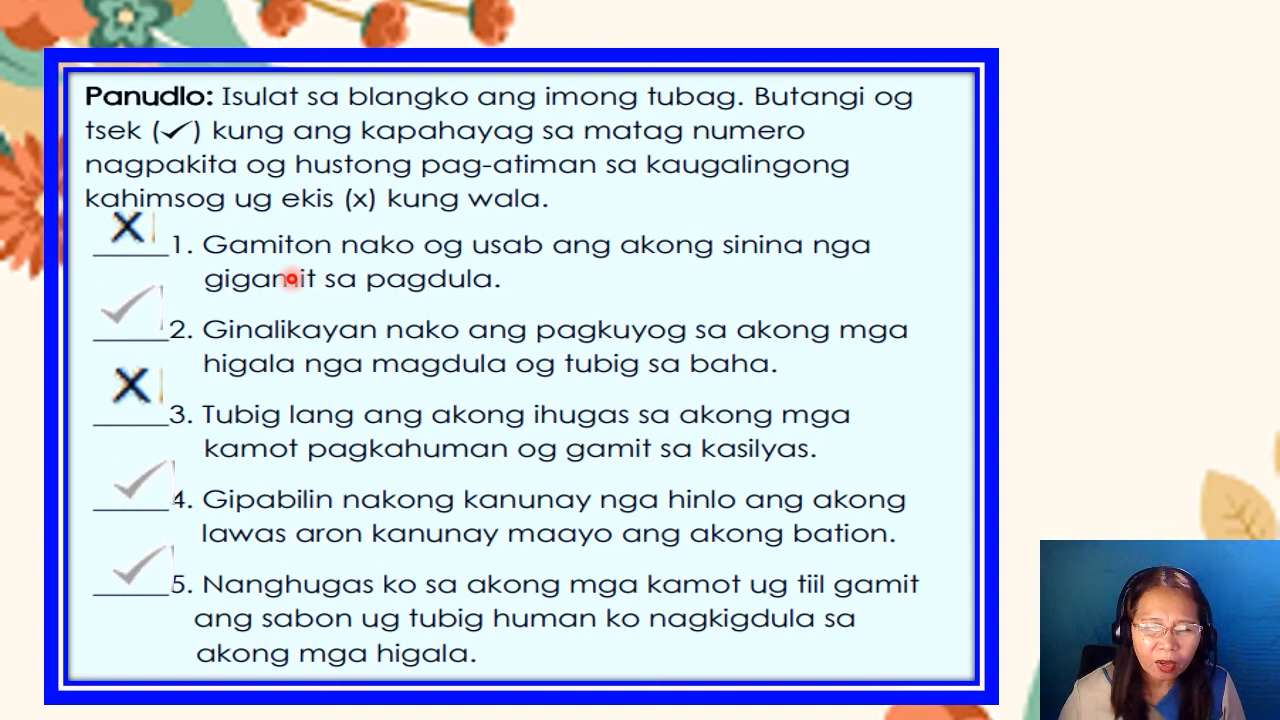 Panudlo: Isulat sa blangko ang imong tubag. Butangi og
tsek (✓) kung ang kapahayag sa matag numero
nagpakita og hustong pag-atiman sa kaugalingong
kahimsog ug ekis (x) kung wala.
X 1. Gamiton nako og usab ang akong sinina nga
gigamit sa pagdula.
✓ 2. Ginalikayan nako ang pagkuyog sa akong mga
higala nga magdula og tubig sa baha.
X 3. Tubig lang ang akong ihugas sa akong mga
kamot pagkahuman og gamit sa kasilyas.
✓ 4. Gipabilin nakong kanunay nga hinlo ang akong
lawas aron kanunay maayo ang akong bation.
✓ 5. Nanghugas ko sa akong mga kamot ug tiil gamit
ang sabon ug tubig human ko nagkigdula sa
akong mga higala.